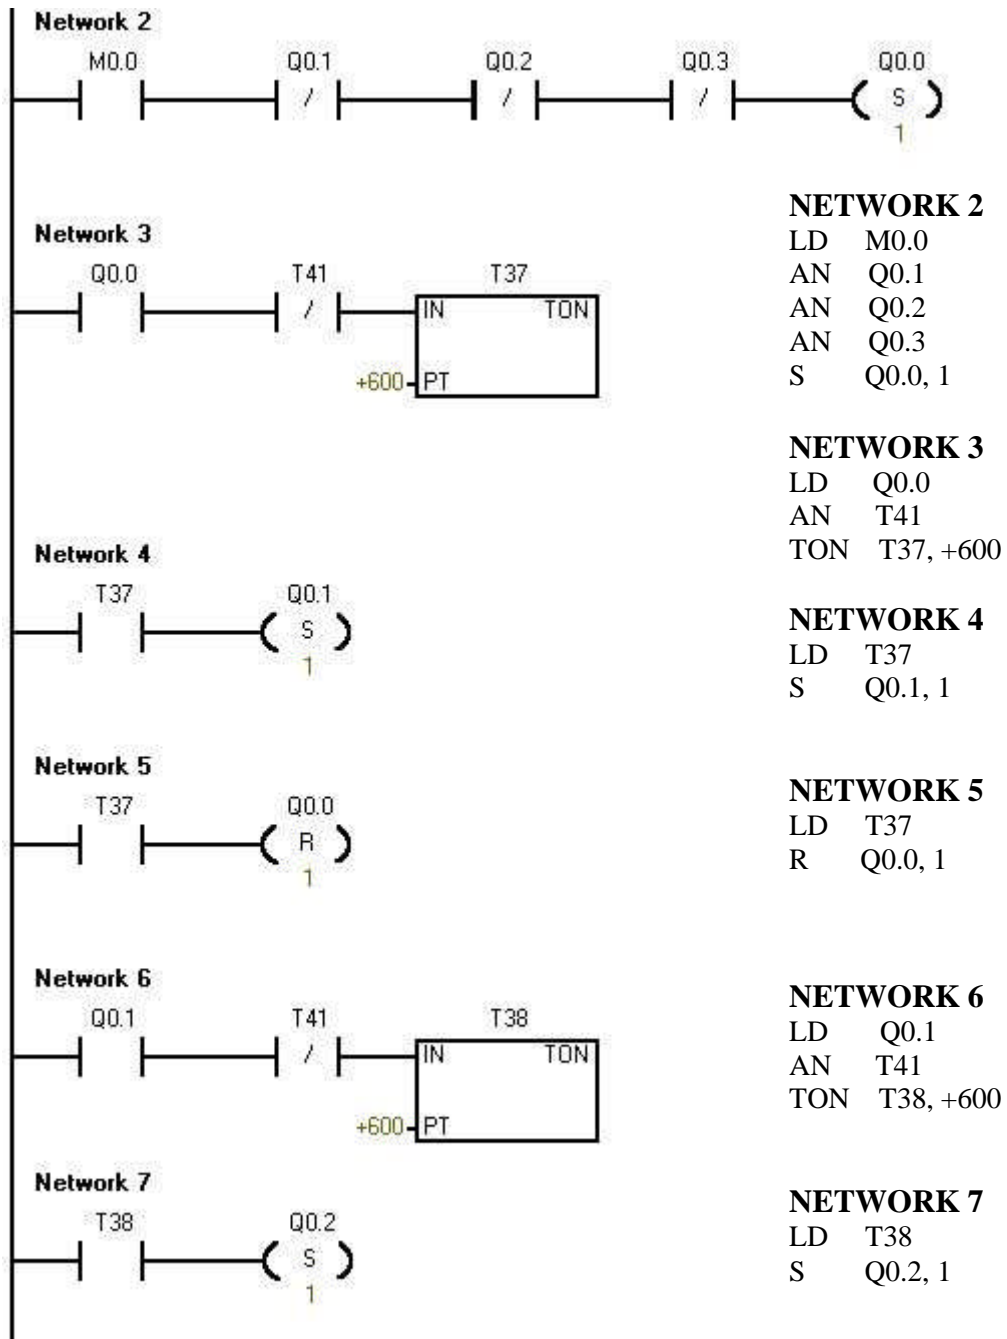 Network 2
M0.0 Q0.1 Q0.2 Q0.3 Q0.0
/ / / S
1
Network 3
Q0.0 T41 T37
/ IN TON
+600 PT
Network 4
T37 Q0.1
S
1
Network 5
T37 Q0.0
R
1
Network 6
Q0.1 T41 T38
/ IN TON
+600 PT
Network 7
T38 Q0.2
S
1
NETWORK 2
LD M0.0
AN Q0.1
AN Q0.2
AN Q0.3
S Q0.0, 1
NETWORK 3
LD Q0.0
AN T41
TON T37, +600
NETWORK 4
LD T37
S Q0.1, 1
NETWORK 5
LD T37
R Q0.0, 1
NETWORK 6
LD Q0.1
AN T41
TON T38, +600
NETWORK 7
LD T38
S Q0.2, 1